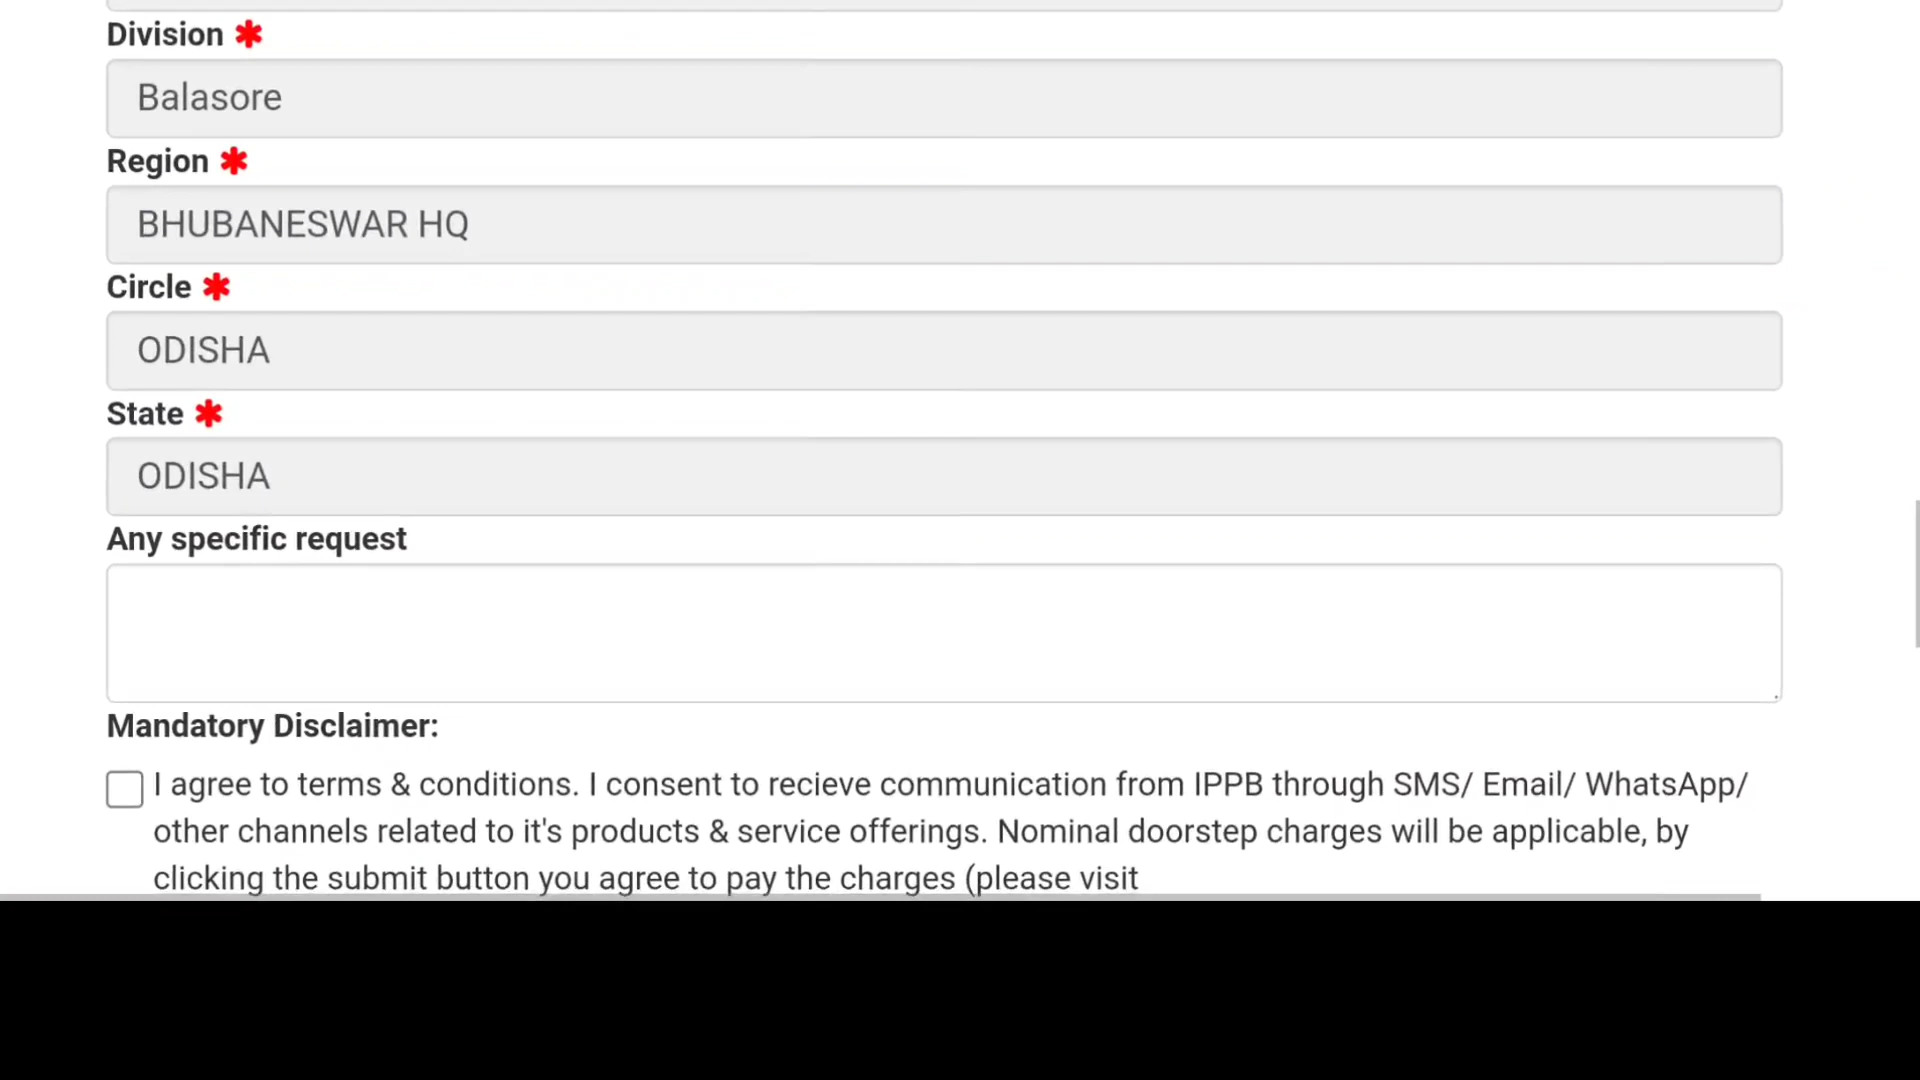 Division *
Balasore
Region *
BHUBANESWAR HQ
Circle *
ODISHA
State *
ODISHA
Any specific request
Mandatory Disclaimer:
I agree to terms & conditions. I consent to recieve communication from IPPB through SMS/ Email/ WhatsApp/
other channels related to it's products & service offerings. Nominal doorstep charges will be applicable, by
clicking the submit button you agree to pay the charges (please visit